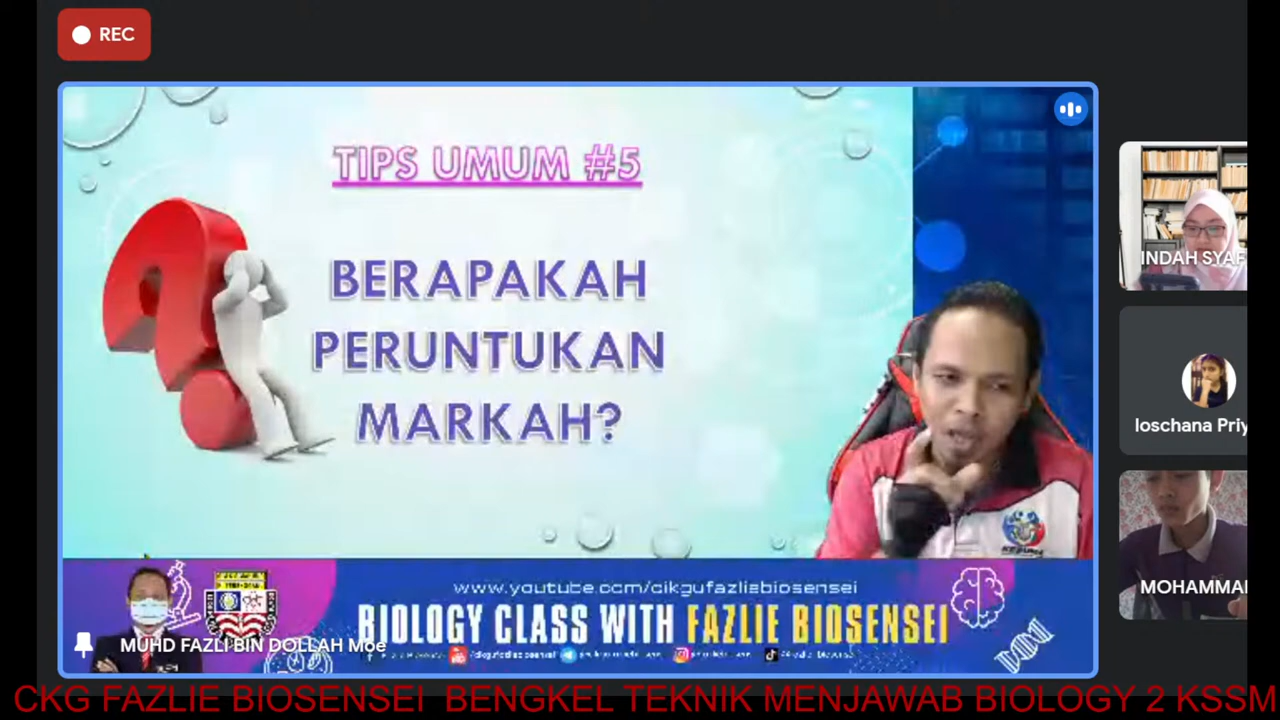 REC
TIPS UMUM #5
BERAPAKAH
PERUNTUKAN
MARKAH?
INDAH SYAF
loschana Priy
MOHAMMA
www.youtube.com/cikgufazliebiosensei
BIOLOGY CLASS WITH FAZLIE BIOSENSEI
MUHD FAZLI BIN DOLLAH Moe
CKG FAZLIE BIOSENSEI BENGKEL TEKNIK MENJAWAB BIOLOGY 2 KSSM